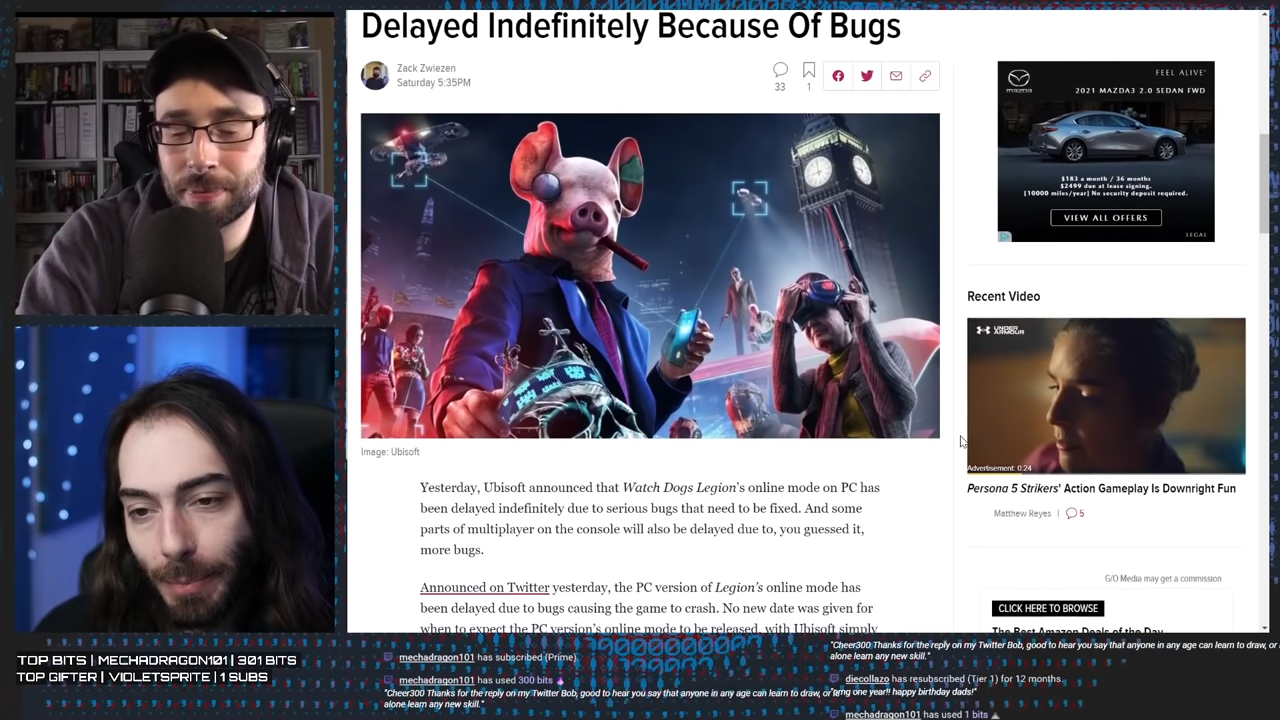 Delayed Indefinitely Because Of Bugs
Zack Zwiezen
Saturday 5:35PM
33
1
FEEL ALIVE
2021 MAZDA3 2.0 SEDAN FWD
$183 a month / 36 months
$2499 due at lease signing.
[10000 miles/year] No security deposit required.
VIEW ALL OFFERS
LEGAL
Image: Ubisoft
Recent Video
UNDER ARMOUR
Advertisement: 0:24
Persona 5 Strikers' Action Gameplay Is Downright Fun
Matthew Reyes | 5
Yesterday, Ubisoft announced that Watch Dogs Legion's online mode on PC has
been delayed indefinitely due to serious bugs that need to be fixed. And some
parts of multiplayer on the console will also be delayed due to, you guessed it,
more bugs.
Announced on Twitter yesterday, the PC version of Legion's online mode has
been delayed due to bugs causing the game to crash. No new date was given for
when to expect the PC version's online mode to be released, with Ubisoft simply
G/O Media may get a commission
CLICK HERE TO BROWSE
The Best Amazon Deals of the Day
TOP BITS | MECHADRAGON101 | 301 BITS
TOP GIFTER | VIOLETSPRITE | 1 SUBS
mechadragon101 has subscribed (Prime)
mechadragon101 has used 300 bits
"Cheer300 Thanks for the reply on my Twitter Bob, good to hear you say that anyone in any age can learn to draw, or
alone learn any new skill."
"Cheer300 Thanks for the reply on my Twitter Bob, good to hear you say that anyone in any age can learn to draw, or
alone learn any new skill."
diecollazo has resubscribed (Tier 1) for 12 months
"omg one year!! happy birthday dads!"
mechadragon101 has used 1 bits